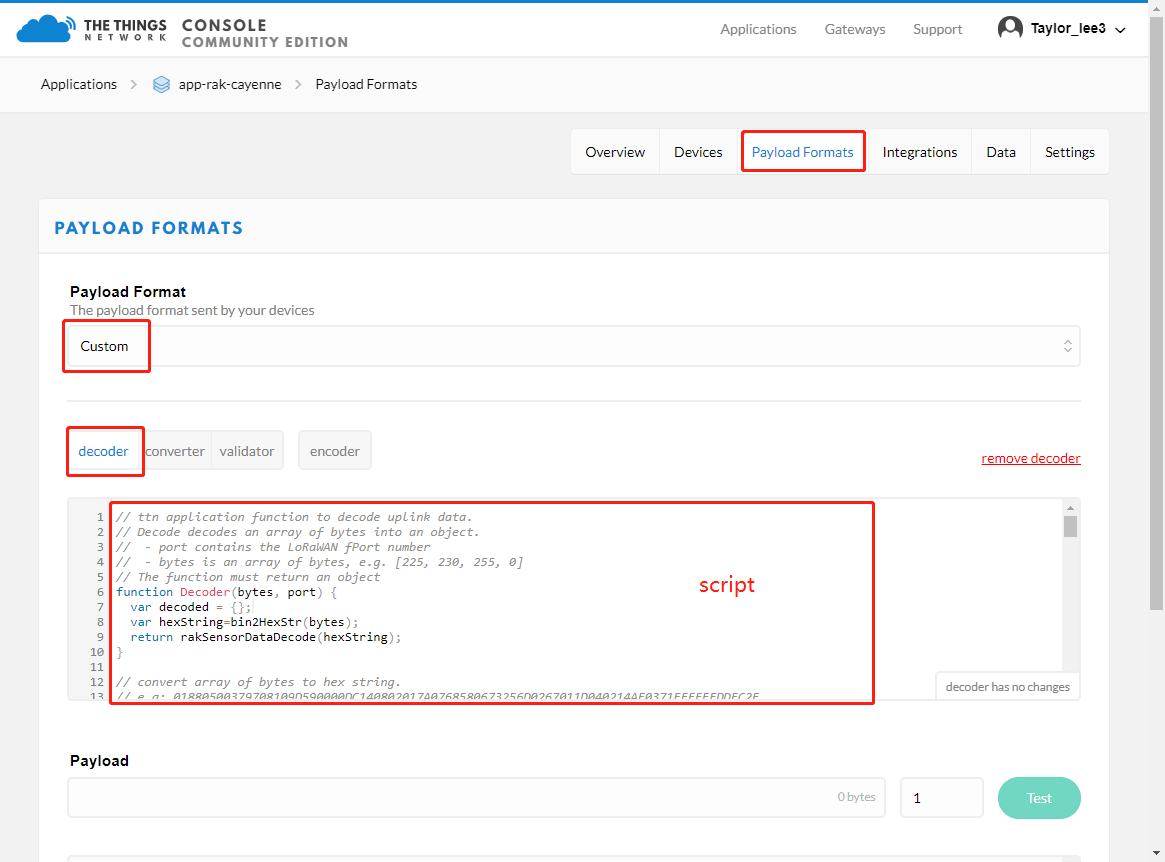 THE THINGS
NETWORK
CONSOLE
COMMUNITY EDITION
Applications
Gateways
Support
Taylor_lee3
Applications
app-rak-cayenne
Payload Formats
Overview
Devices
Payload Formats
Integrations
Data
Settings
PAYLOAD FORMATS
Payload Format
The payload format sent by your devices
Custom
decoder
converter
validator
encoder
remove decoder
1 // ttn application function to decode uplink data.
2 // Decode decodes an array of bytes into an object.
3 //  - port contains the LoRaWAN fPort number
4 //  - bytes is an array of bytes, e.g. [225, 230, 255, 0]
5 // The function must return an object
6 function Decoder(bytes, port) {
7   var decoded = {};
8   var hexString=bin2HexStr(bytes);
9   return rakSensorDataDecode(hexString);
10 }
11
12 // convert array of bytes to hex string.
13 // e.g:
script
decoder has no changes
Payload
0 bytes
1
Test